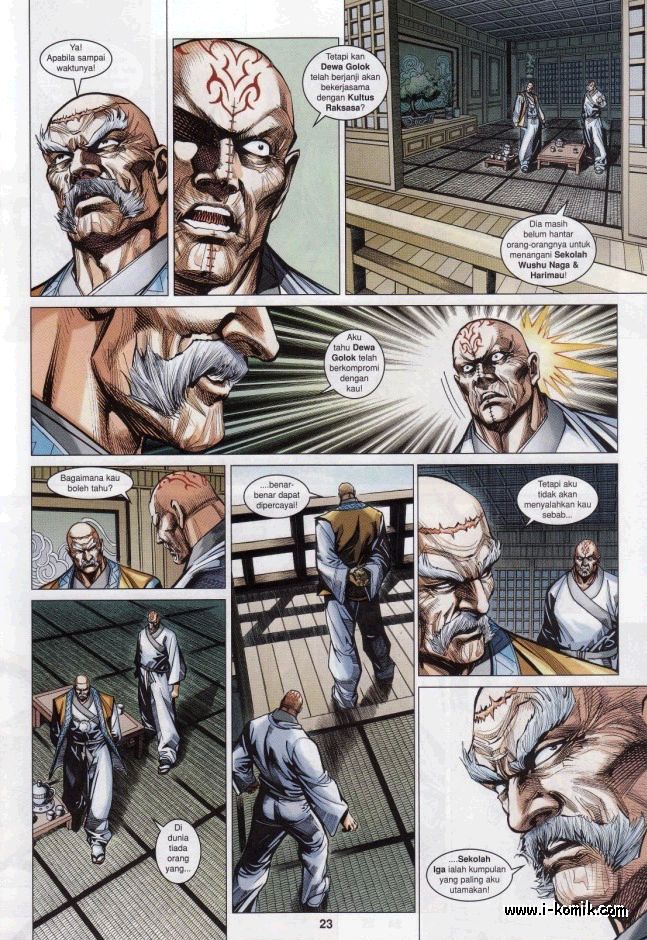 Ya!
Apabila sampai
waktunya!
Tetapi kan
Dewa Golok
telah berjanji akan
bekerjasama
dengan Kultus
Raksasa?
Dia masih
belum hantar
orang-orangnya untuk
menangani Sekolah
Wushu Naga &
Harimau!
Aku
tahu Dewa
Golok telah
berkompromi
dengan
kau!
Bagaimana kau
boleh tahu?
Di
dunia
tiada
orang
yang...
....benar-
benar dapat
dipercayai!
Tetapi aku
tidak akan
menyalahkan kau
sebab...
....Sekolah
Iga ialah kumpulan
yang paling aku
utamakan!
23
www.i-komik.com